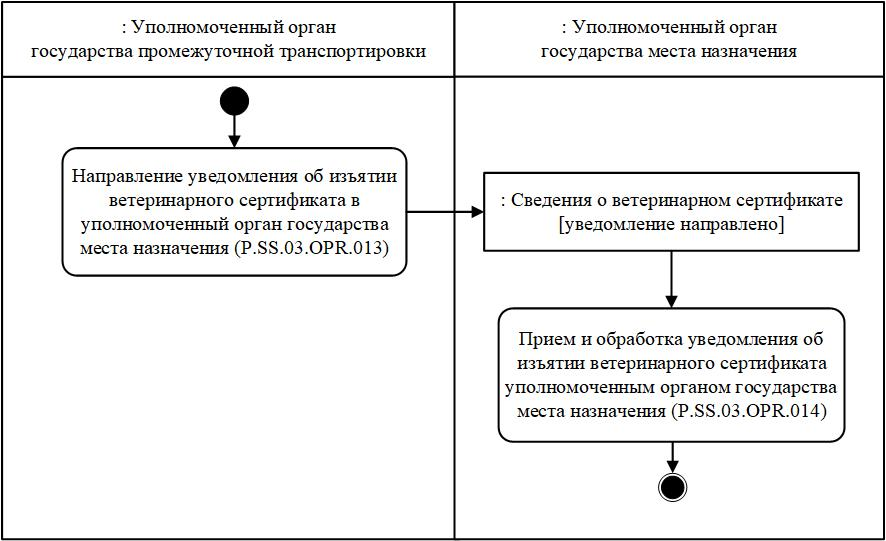 : Уполномоченный орган
государства промежуточной транспортировки
: Уполномоченный орган
государства места назначения
Направление уведомления об изъятии
ветеринарного сертификата в
уполномоченный орган государства
места назначения (P.SS.03.OPR.013)
: Сведения о ветеринарном сертификате
[уведомление направлено]
Прием и обработка уведомления об
изъятии ветеринарного сертификата
уполномоченным органом государства
места назначения (P.SS.03.OPR.014)